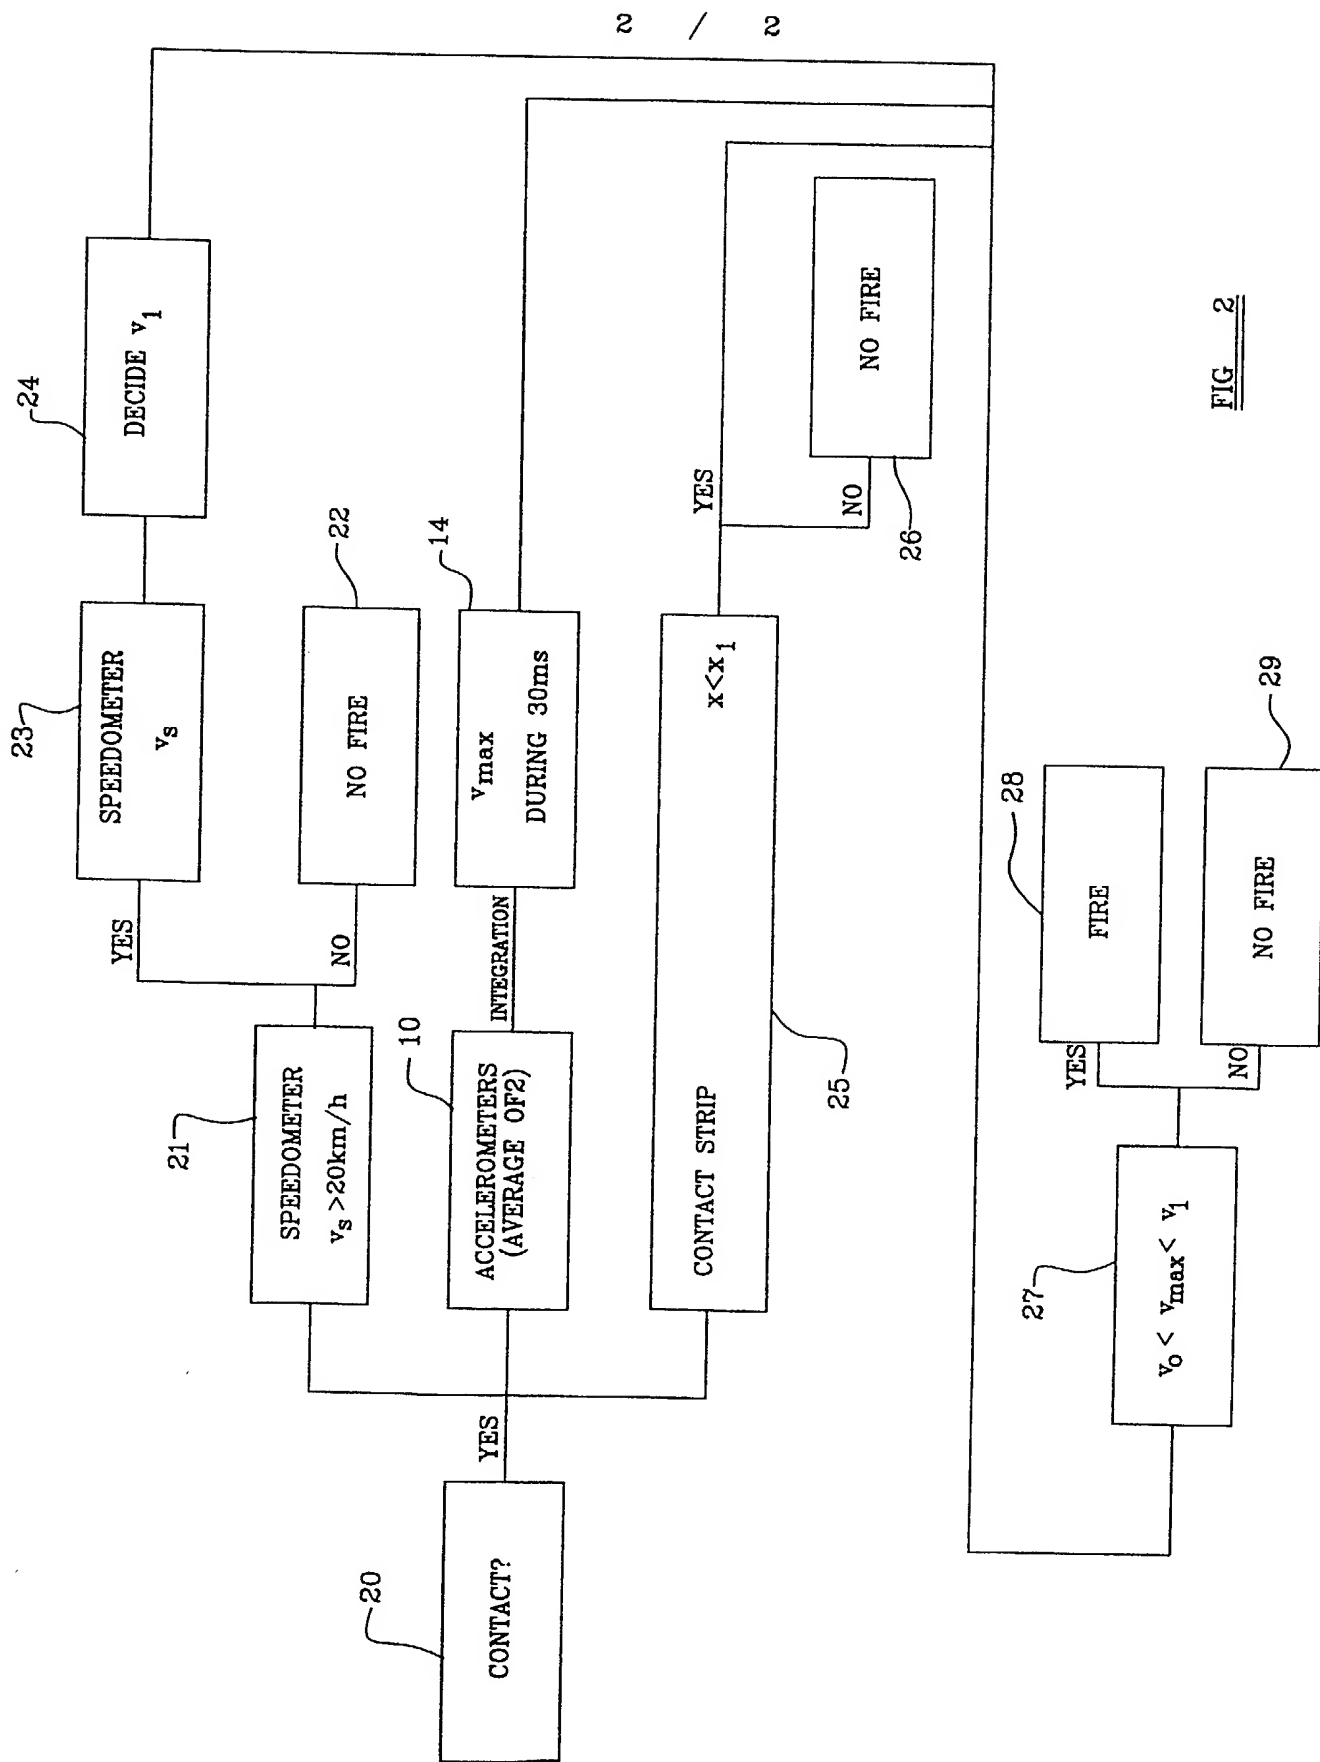 2 / 2
20
CONTACT?
YES
21
SPEEDOMETER
vs >20km/h
YES
NO
23
SPEEDOMETER
vs
24
DECIDE v1
22
NO FIRE
10
ACCELEROMETERS
(AVERAGE OF2)
INTEGRATION
14
vmax
DURING 30ms
25
CONTACT STRIP
x<x1
YES
NO
26
NO FIRE
27
vo < vmax < v1
YES
NO
28
FIRE
29
NO FIRE
FIG 2